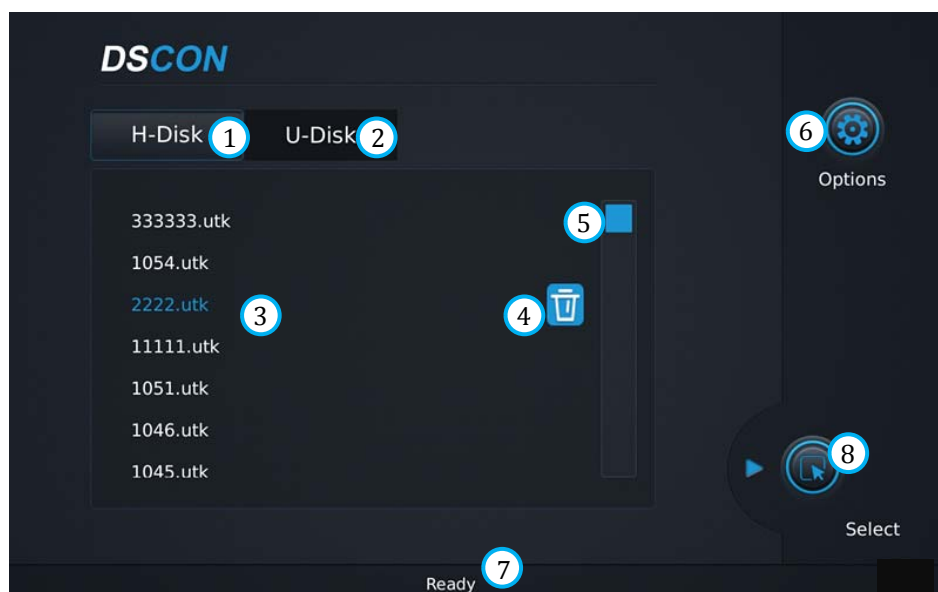 DSCON
H-Disk 1 U-Disk 2
6
Options
333333.utk
5
1054.utk
2222.utk
3
4
11111.utk
1051.utk
1046.utk
1045.utk
8
Select
Ready 7